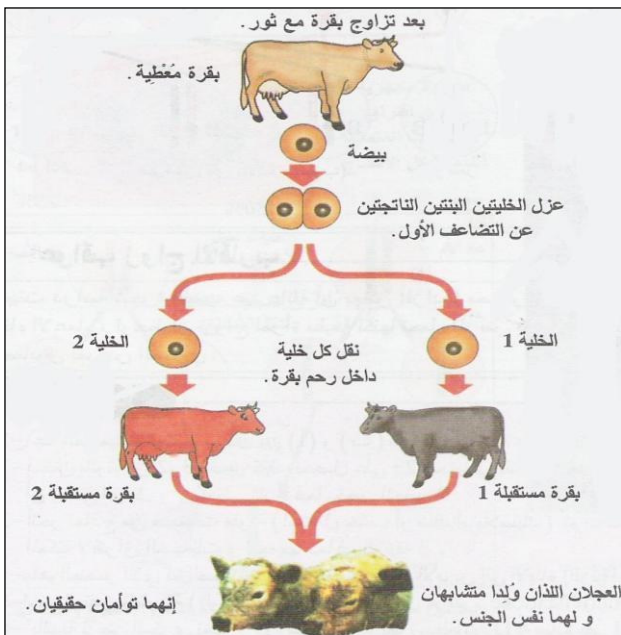 بعد تزاوج بقرة مع ثور.
بقرة مُعْطِية.
بيضة
عزل الخليتين البنتين الناتجتين
عن التضاعف الأول.
الخلية 1
نقل كل خلية
داخل رحم بقرة.
الخلية 2
بقرة مستقبلة 1
بقرة مستقبلة 2
العجلان اللذان وُلِدا متشابهان
و لهما نفس الجنس.
إنهما توأمان حقيقيان.